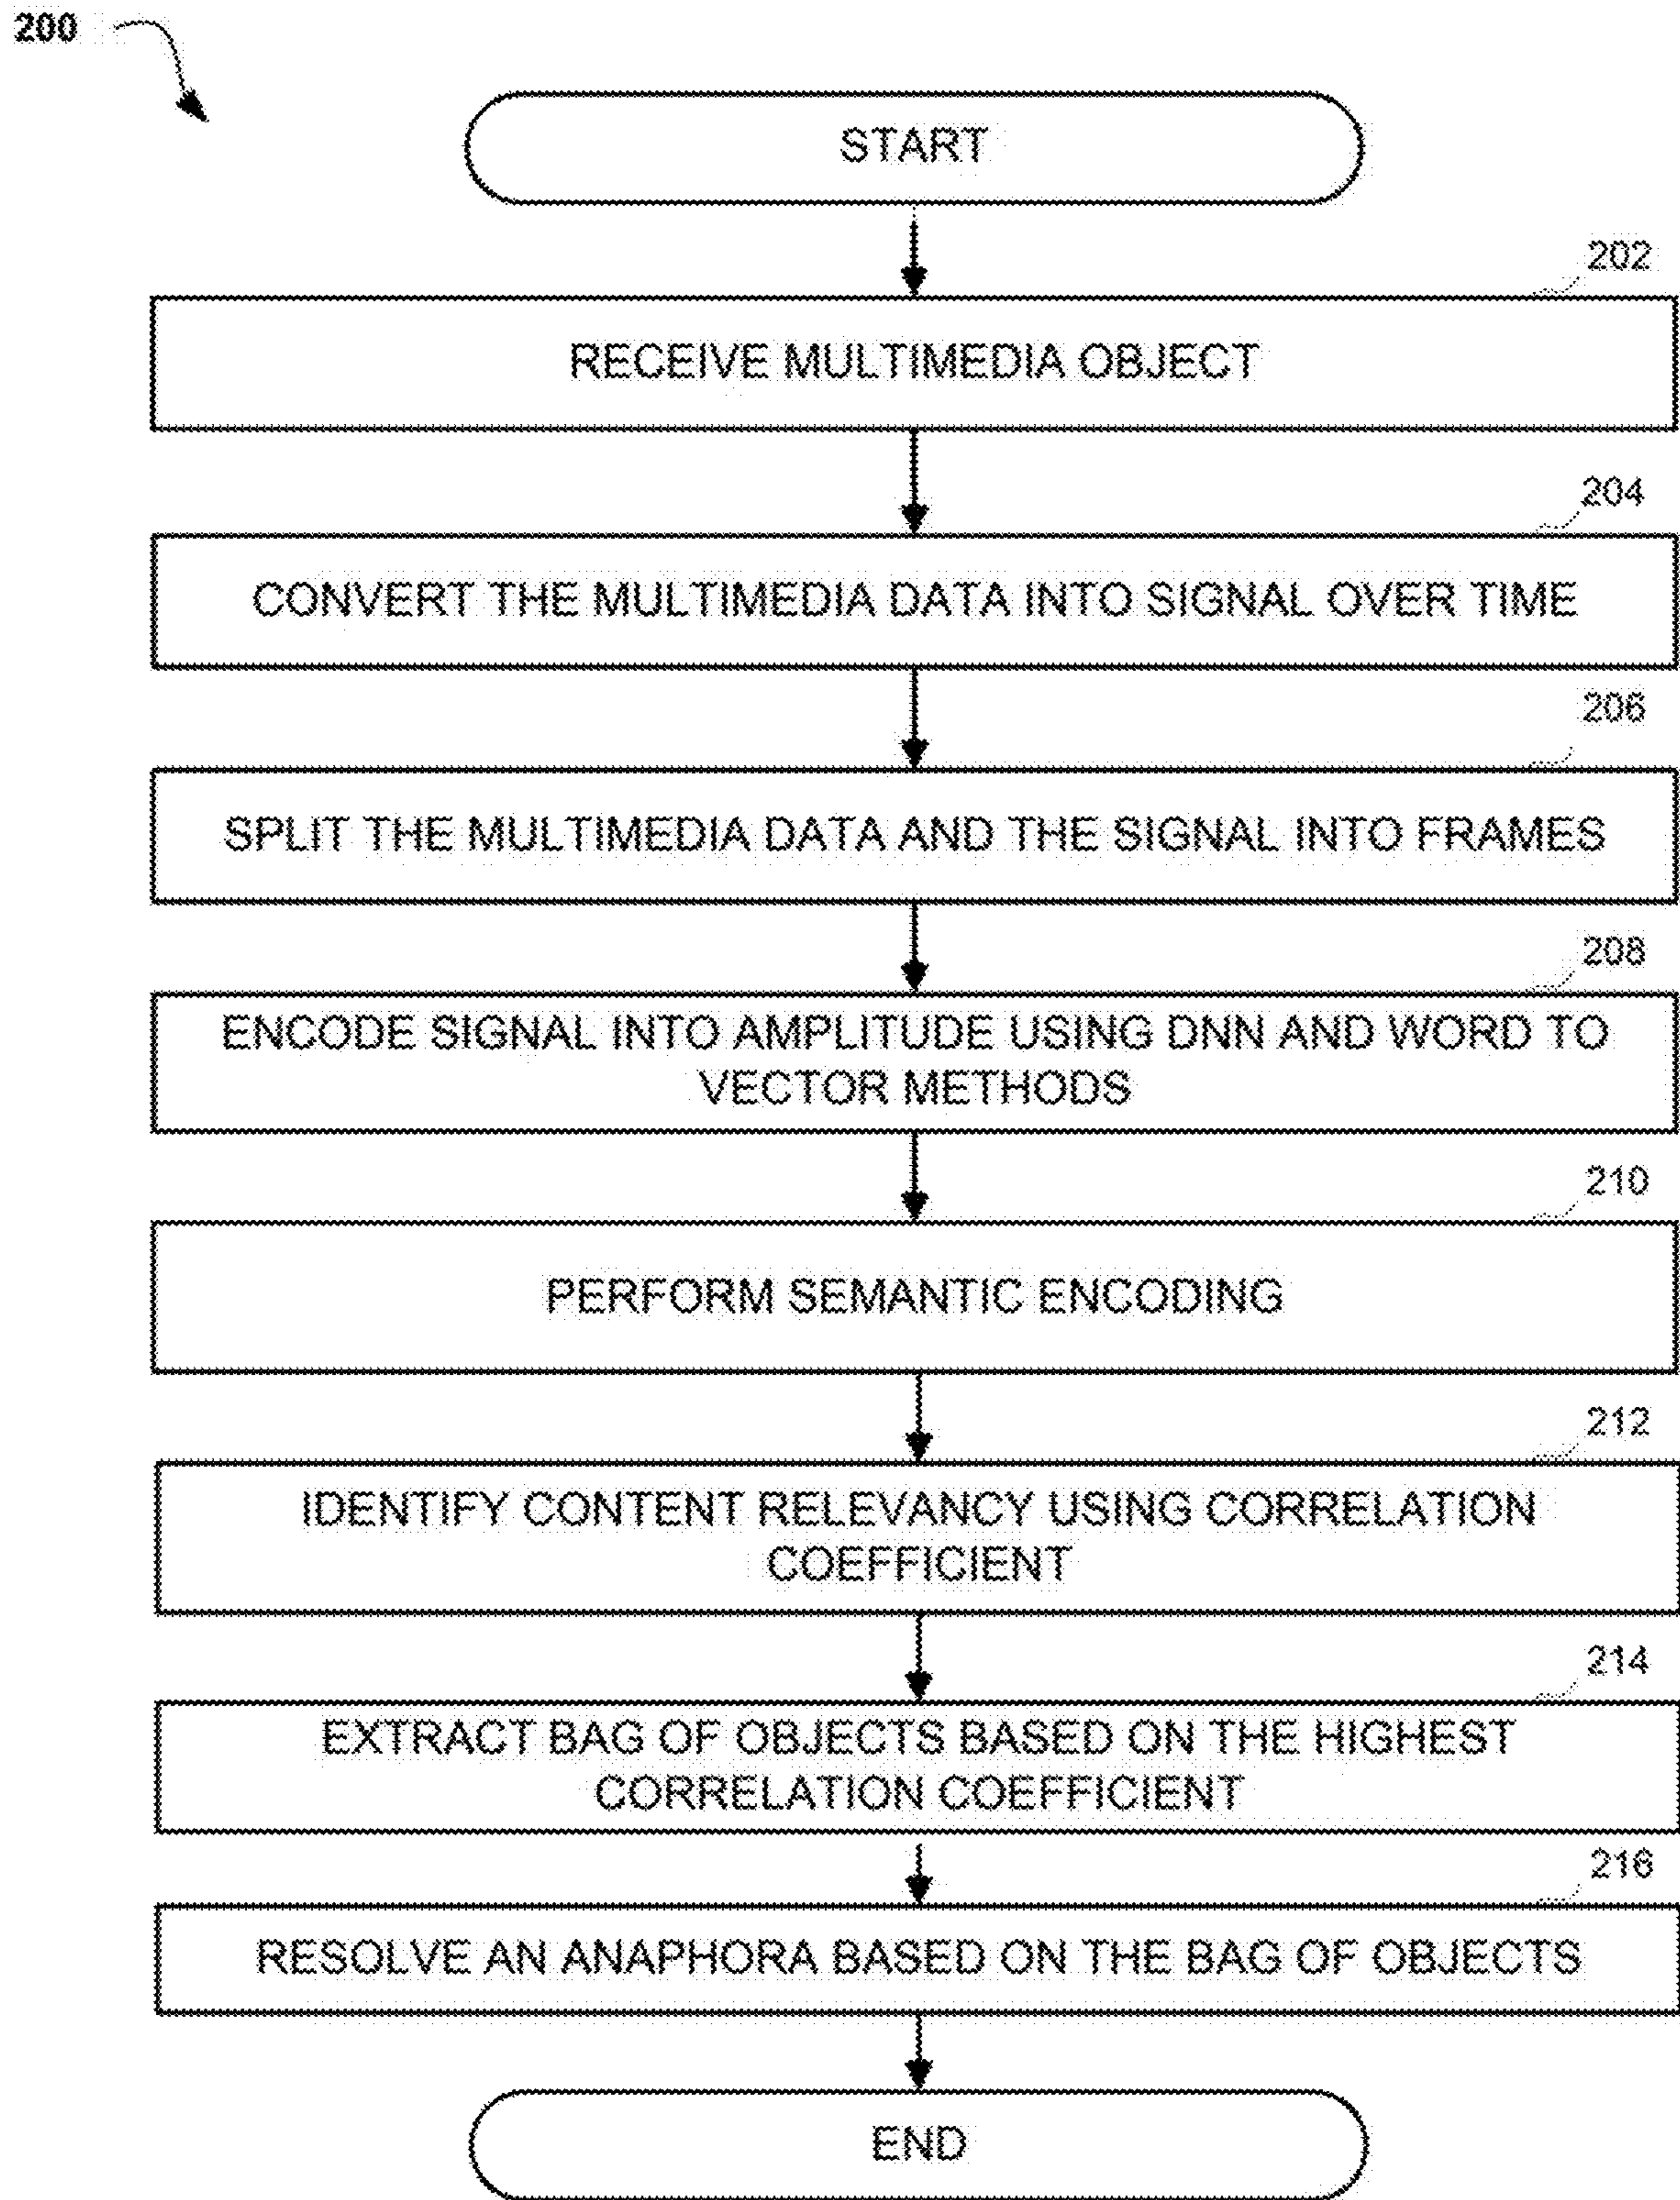 200
START
202
RECEIVE MULTIMEDIA OBJECT
204
CONVERT THE MULTIMEDIA DATA INTO SIGNAL OVER TIME
206
SPLIT THE MULTIMEDIA DATA AND THE SIGNAL INTO FRAMES
208
ENCODE SIGNAL INTO AMPLITUDE USING DNN AND WORD TO
VECTOR METHODS
210
PERFORM SEMANTIC ENCODING
212
IDENTIFY CONTENT RELEVANCY USING CORRELATION
COEFFICIENT
214
EXTRACT BAG OF OBJECTS BASED ON THE HIGHEST
CORRELATION COEFFICIENT
216
RESOLVE AN ANAPHORA BASED ON THE BAG OF OBJECTS
END